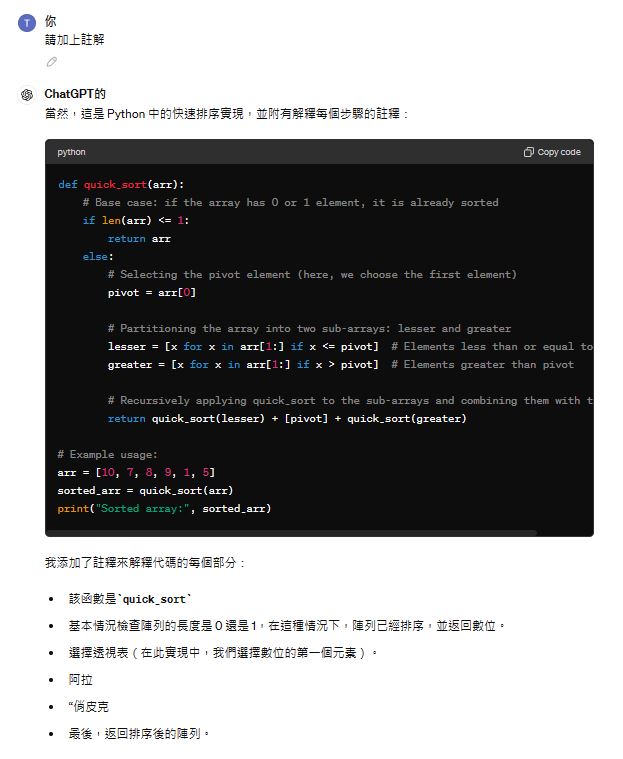 T
你
請加上註解
ChatGPT的
當然，這是 Python 中的快速排序實現，並附有解釋每個步驟的註釋：
python Copy code
def quick_sort(arr):
    # Base case: if the array has 0 or 1 element, it is already sorted
    if len(arr) <= 1:
        return arr
    else:
        # Selecting the pivot element (here, we choose the first element)
        pivot = arr[0]
        # Partitioning the array into two sub-arrays: lesser and greater
        lesser = [x for x in arr[1:] if x <= pivot]  # Elements less than or equal to
        greater = [x for x in arr[1:] if x > pivot]  # Elements greater than pivot
        # Recursively applying quick_sort to the sub-arrays and combining them with t
        return quick_sort(lesser) + [pivot] + quick_sort(greater)
# Example usage:
arr = [10, 7, 8, 9, 1, 5]
sorted_arr = quick_sort(arr)
print("Sorted array:", sorted_arr)
我添加了註釋來解釋代碼的每個部分：
• 該函數是`quick_sort`
• 基本情況檢查陣列的長度是 0 還是 1，在這種情況下，陣列已經排序，並返回數位。
• 選擇透視表（在此實現中，我們選擇數位的第一個元素）。
• 阿拉
• “俏皮克
• 最後，返回排序後的陣列。